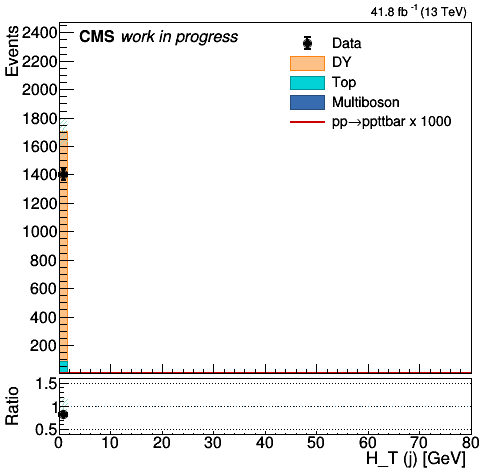 41.8 fb⁻¹ (13 TeV)
CMS work in progress
Events
2400
2200
2000
1800
1600
1400
1200
1000
800
600
400
200
Data
DY
Top
Multiboson
pp→ppttbar x 1000
Ratio
1.5
1
0.5
0 10 20 30 40 50 60 70 80
H_T (j) [GeV]